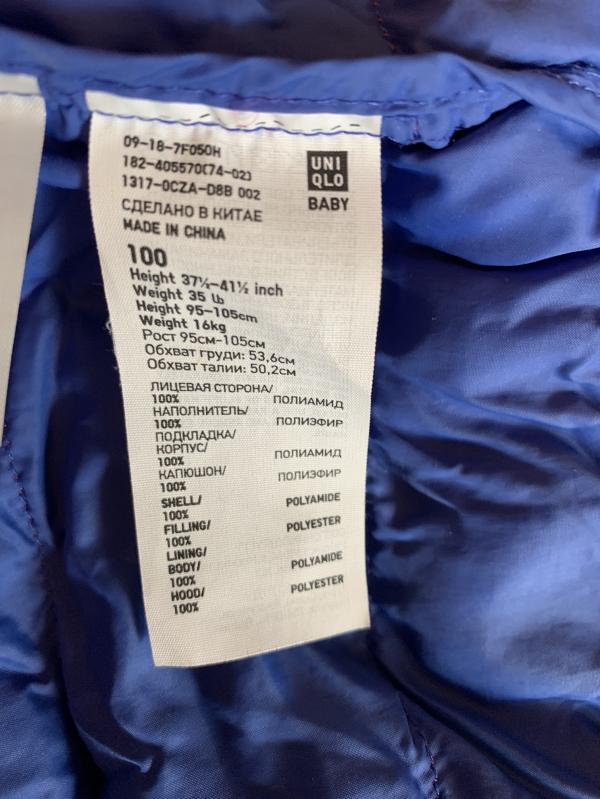 09-18-7F050H
182-405570(74-02)
1317-0CZA-D8B 002
UNI
QLO
BABY
СДЕЛАНО В КИТАЕ
MADE IN CHINA
100
Height 37½-41½ inch
Weight 35 lb
Height 95-105cm
Weight 16kg
Рост 95см-105см
Обхват груди: 53,6см
Обхват талии: 50,2см
ЛИЦЕВАЯ СТОРОНА/
100% ПОЛИАМИД
НАПОЛНИТЕЛЬ/
100% ПОЛИЭФИР
ПОДКЛАДКА/
КОРПУС/
100% ПОЛИАМИД
КАПЮШОН/
100% ПОЛИЭФИР
SHELL/
100% POLYAMIDE
FILLING/
100% POLYESTER
LINING/
BODY/
100% POLYAMIDE
HOOD/
100% POLYESTER